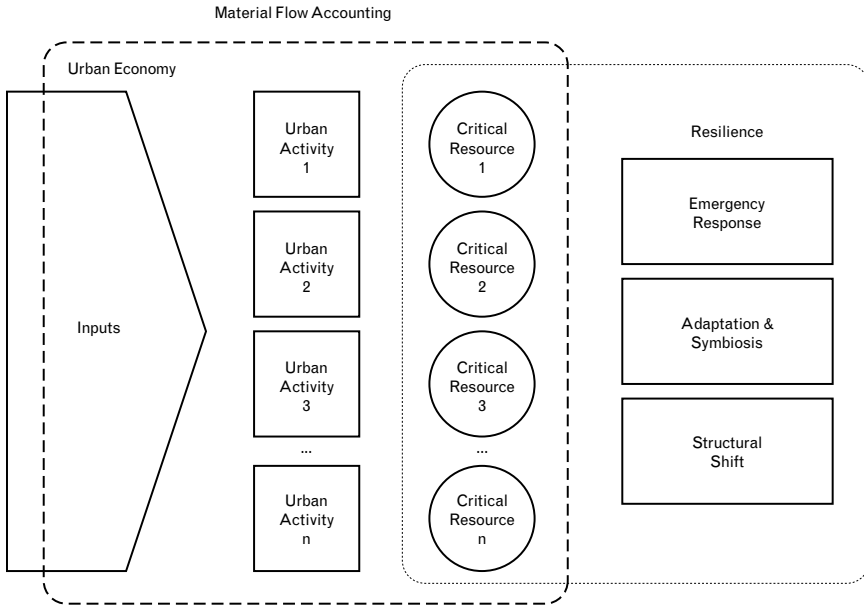 Material Flow Accounting
Urban Economy
Inputs
Urban
Activity
1
Urban
Activity
2
Urban
Activity
3
...
Urban
Activity
n
Critical
Resource
1
Critical
Resource
2
Critical
Resource
3
...
Critical
Resource
n
Resilience
Emergency
Response
Adaptation &
Symbiosis
Structural
Shift